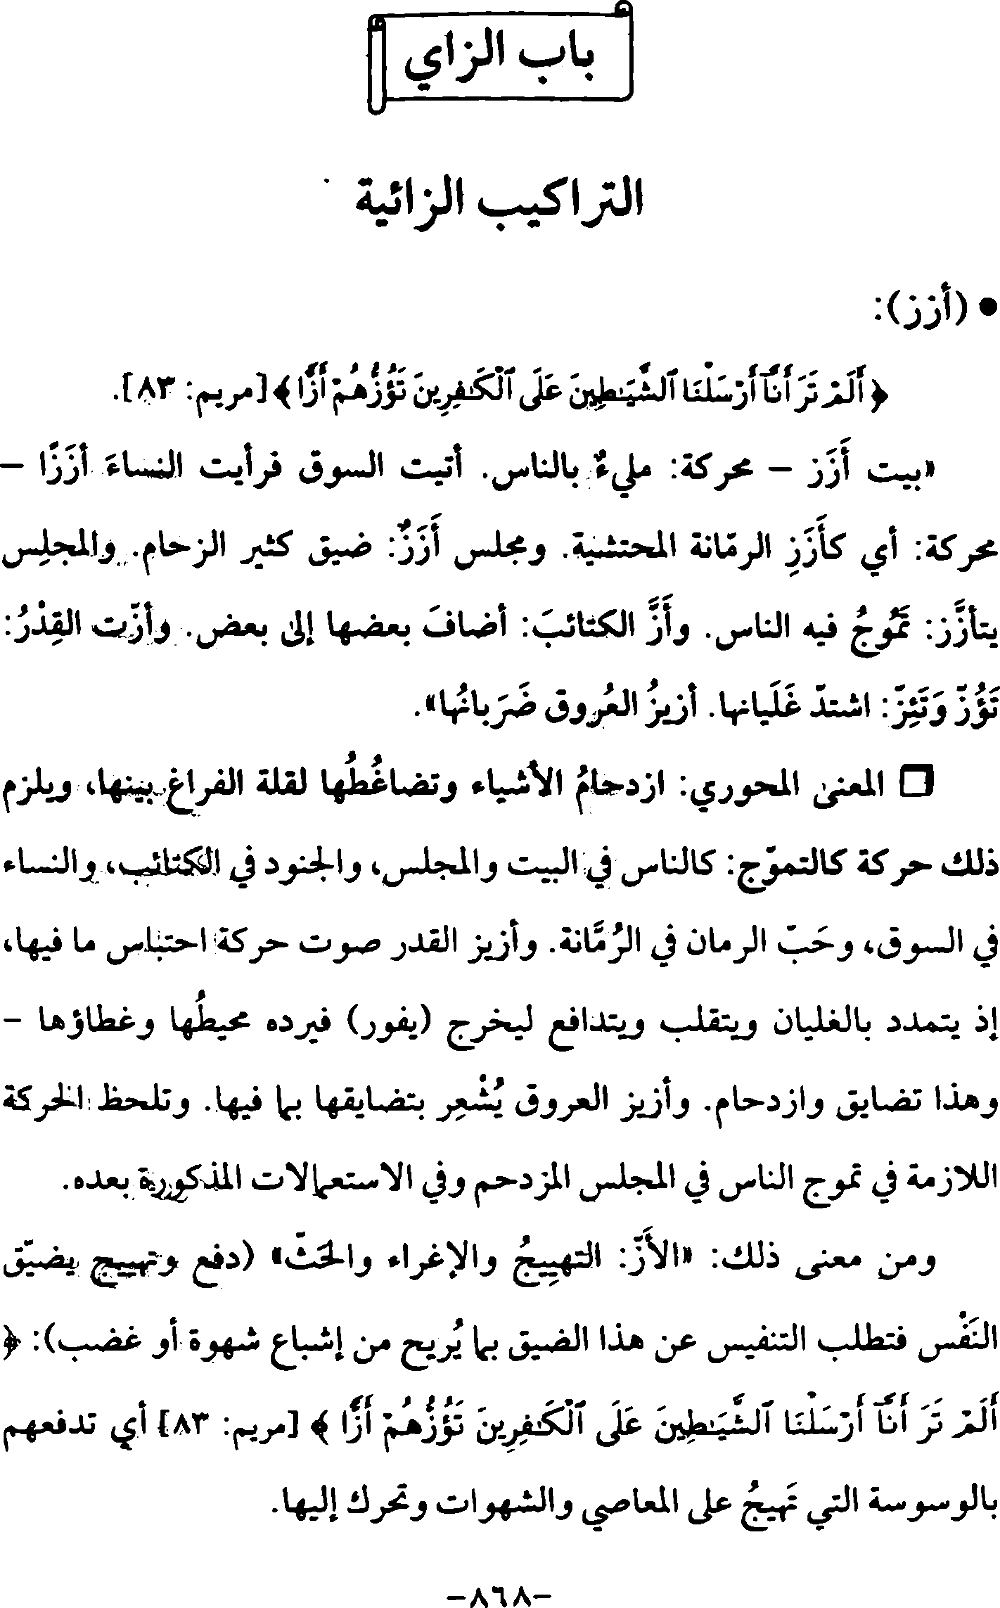 باب الزاي
التراكيب الزائية
• (أزز):
﴿أَلَمْ تَرَ أَنَّآ أَرْسَلْنَا ٱلشَّيَـٰطِينَ عَلَى ٱلْكَـٰفِرِينَ تَؤُزُّهُمْ أَزًّا﴾ [مريم: ٨٣].
«بيت أَزَز – محركة: مليءٌ بالناس. أتيت السوق فرأيت النساءَ أزَزًا –
محركة: أي كأَزَزِ الرمّانة المحتشية. ومجلس أَزَزٌ: ضيق كثير الزحام. والمجلِس
يتأزَّز: تَمُوجُ فيه الناس. وأَزَّ الكتائبَ: أضافَ بعضها إلى بعض. وأزّت القِدْرُ:
تَؤُزّ وَتَئِزّ: اشتدّ غَلَيانها. أزيزُ العُروق ضَرَبانُها».
□ المعنى المحوري: ازدحامُ الأشياء وتضاغُطُها لقلة الفراغ بينها، ويلزم
ذلك حركة كالتموّج: كالناس في البيت والمجلس، والجنود في الكتائب، والنساء
في السوق، وحَبّ الرمان في الرُمَّانة. وأزيز القدر صوت حركة احتباس ما فيها،
إذ يتمدد بالغليان ويتقلب ويتدافع ليخرج (يفور) فيرده محيطُها وغطاؤها –
وهذا تضايق وازدحام. وأزيز العروق يُشْعِر بتضايقها بما فيها. وتلحظ الحركة
اللازمة في تموج الناس في المجلس المزدحم وفي الاستعمالات المذكورة بعده.
ومن معنى ذلك: «الأَزّ: التهيِيجُ والإغراء والحَثّ» (دفع وتهييج يضيّق
النَفْس فتطلب التنفيس عن هذا الضيق بما يُريح من إشباع شهوة أو غضب): ﴿
أَلَمْ تَرَ أَنَّآ أَرْسَلْنَا ٱلشَّيَـٰطِينَ عَلَى ٱلْكَـٰفِرِينَ تَؤُزُّهُمْ أَزًّا ﴾ [مريم: ٨٣] أي تدفعهم
بالوسوسة التي تَهيجُ على المعاصي والشهوات وتحرك إليها.
-٨٦٨-